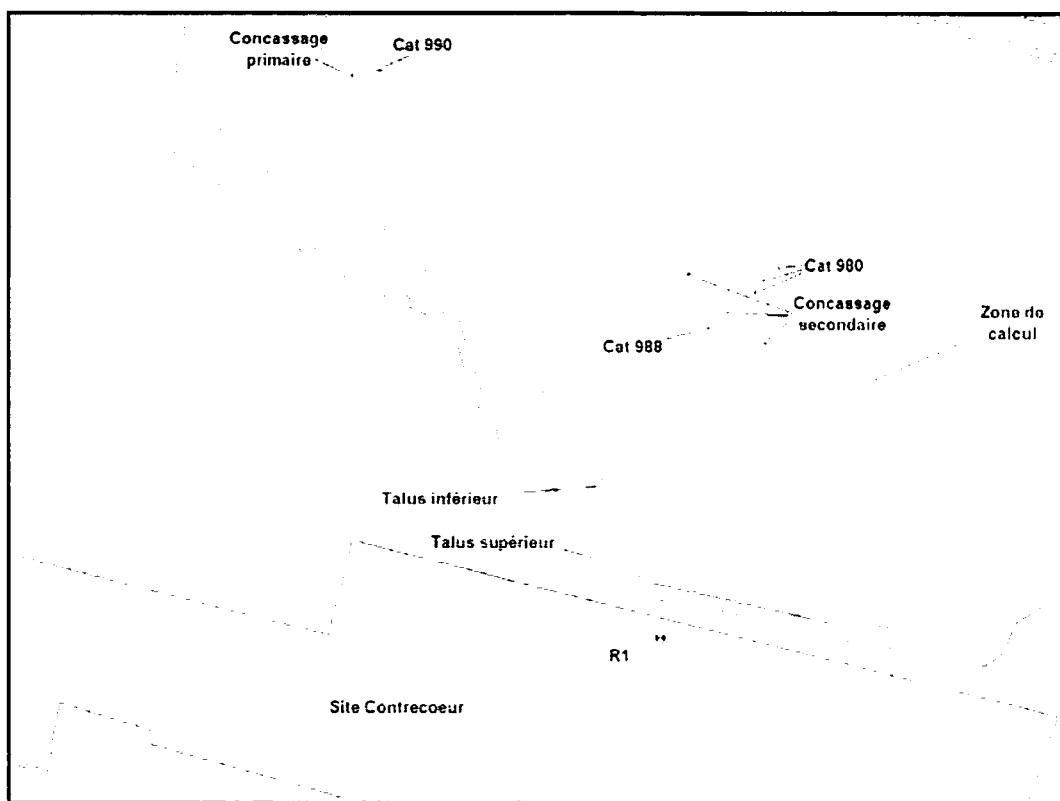 Concassage
primaire
Cat 990
Cat 980
Concassage
secondaire
Zone de
calcul
Cat 988
Talus inférieur
Talus supérieur
R1
Site Contrecoeur